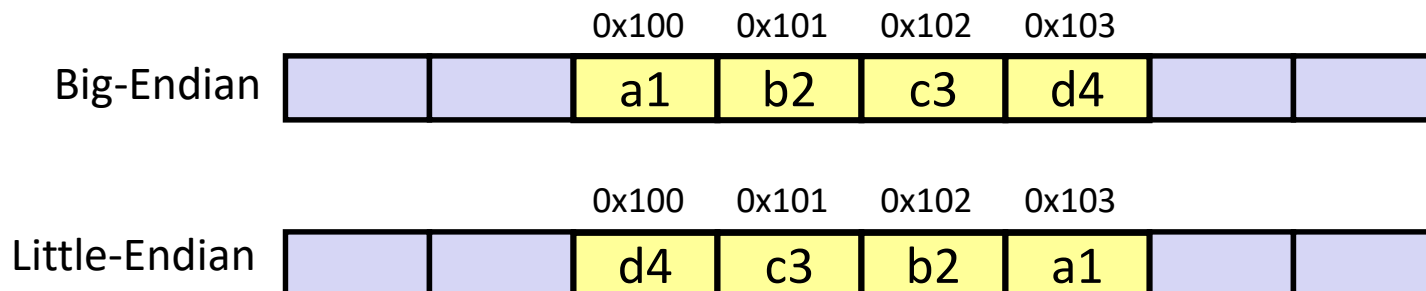 0x100 0x101 0x102 0x103
Big-Endian a1 b2 c3 d4
0x100 0x101 0x102 0x103
Little-Endian d4 c3 b2 a1